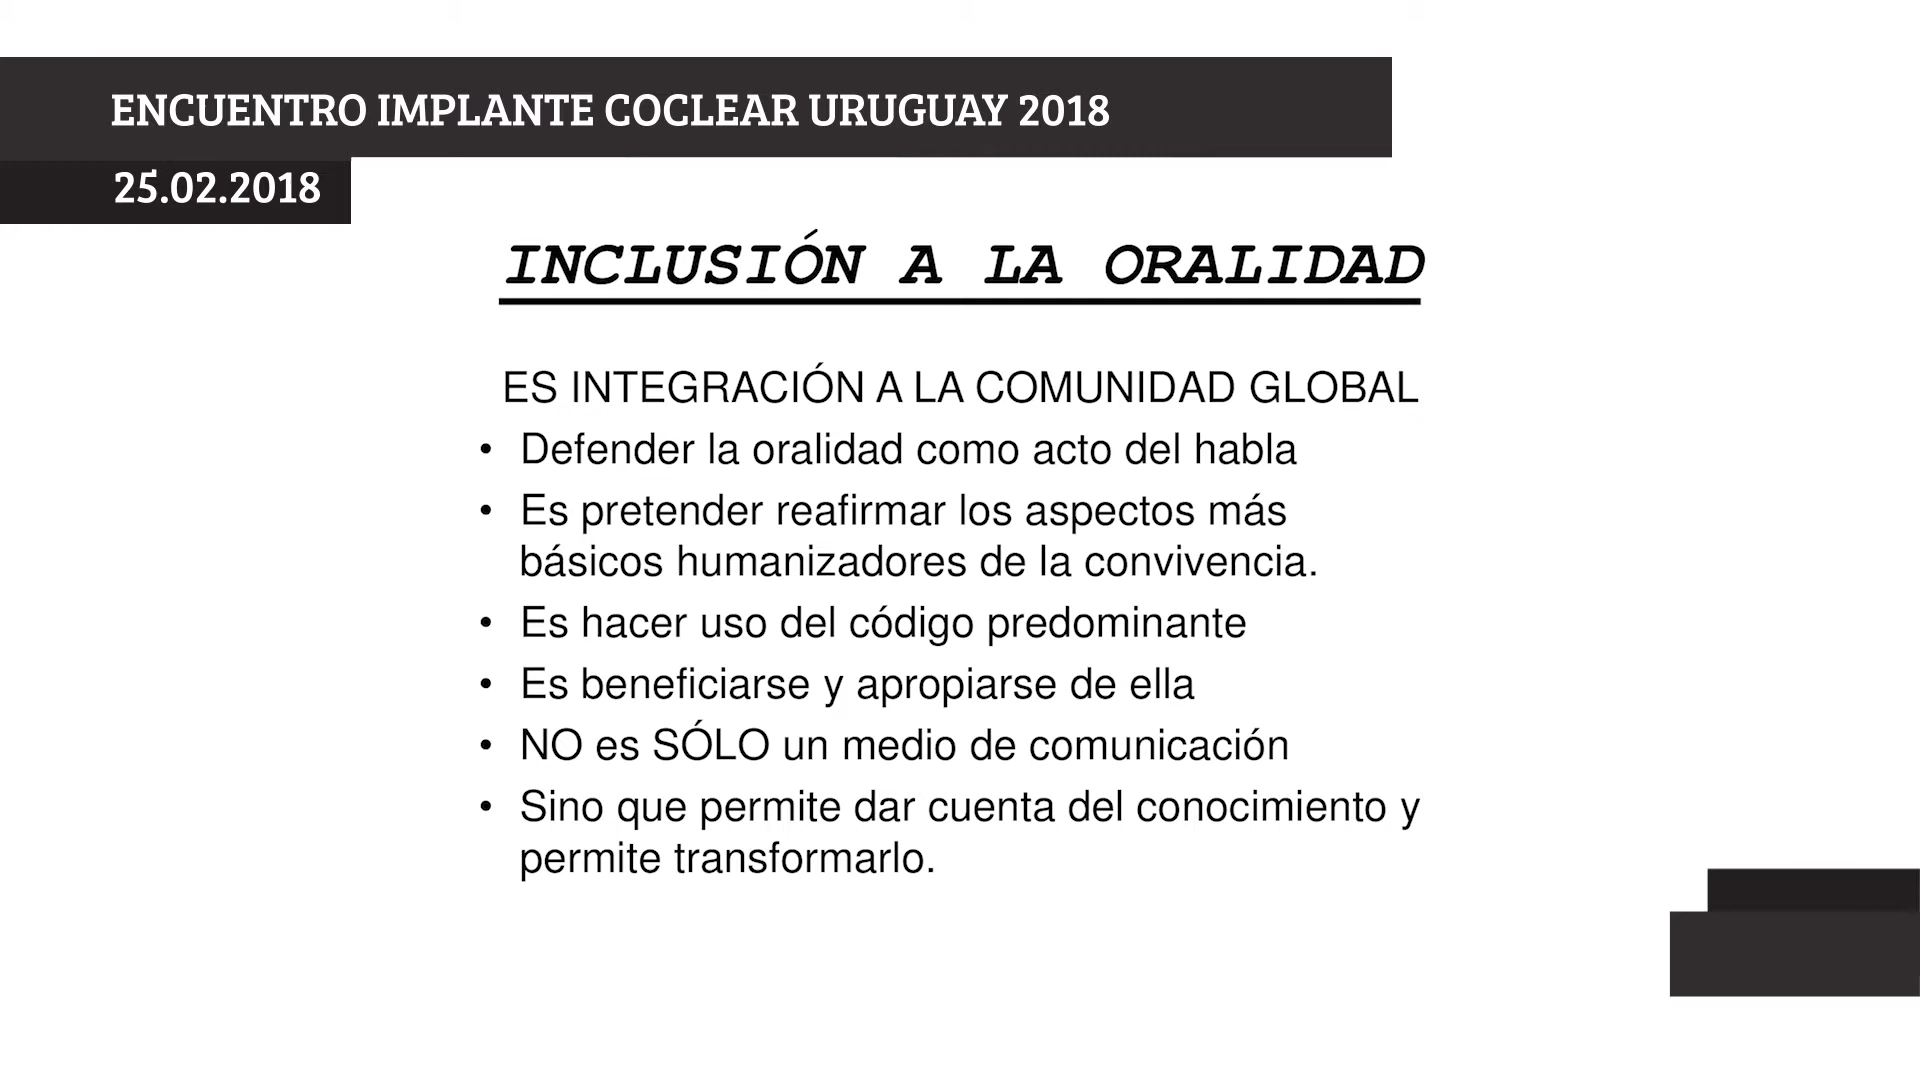 ENCUENTRO IMPLANTE COCLEAR URUGUAY 2018
25.02.2018
INCLUSIÓN A LA ORALIDAD
ES INTEGRACIÓN A LA COMUNIDAD GLOBAL
• Defender la oralidad como acto del habla
• Es pretender reafirmar los aspectos más
básicos humanizadores de la convivencia.
• Es hacer uso del código predominante
• Es beneficiarse y apropiarse de ella
• NO es SÓLO un medio de comunicación
• Sino que permite dar cuenta del conocimiento y
permite transformarlo.